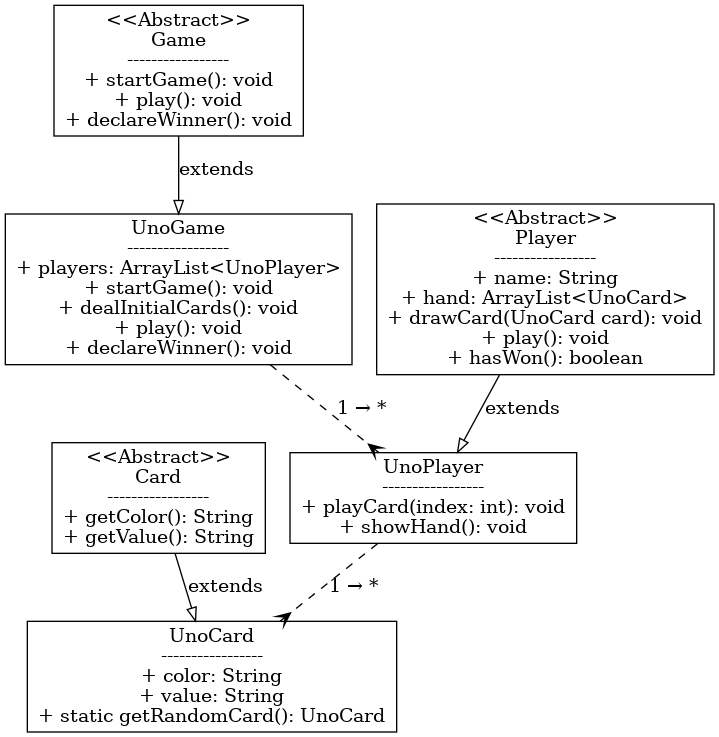 <<Abstract>>
Game
-----------------
+ startGame(): void
+ play(): void
+ declareWinner(): void
extends
UnoGame
-----------------
+ players: ArrayList<UnoPlayer>
+ startGame(): void
+ dealInitialCards(): void
+ play(): void
+ declareWinner(): void
<<Abstract>>
Player
-----------------
+ name: String
+ hand: ArrayList<UnoCard>
+ drawCard(UnoCard card): void
+ play(): void
+ hasWon(): boolean
1 → *
extends
<<Abstract>>
Card
-----------------
+ getColor(): String
+ getValue(): String
UnoPlayer
-----------------
+ playCard(index: int): void
+ showHand(): void
extends
1 → *
UnoCard
-----------------
+ color: String
+ value: String
+ static getRandomCard(): UnoCard